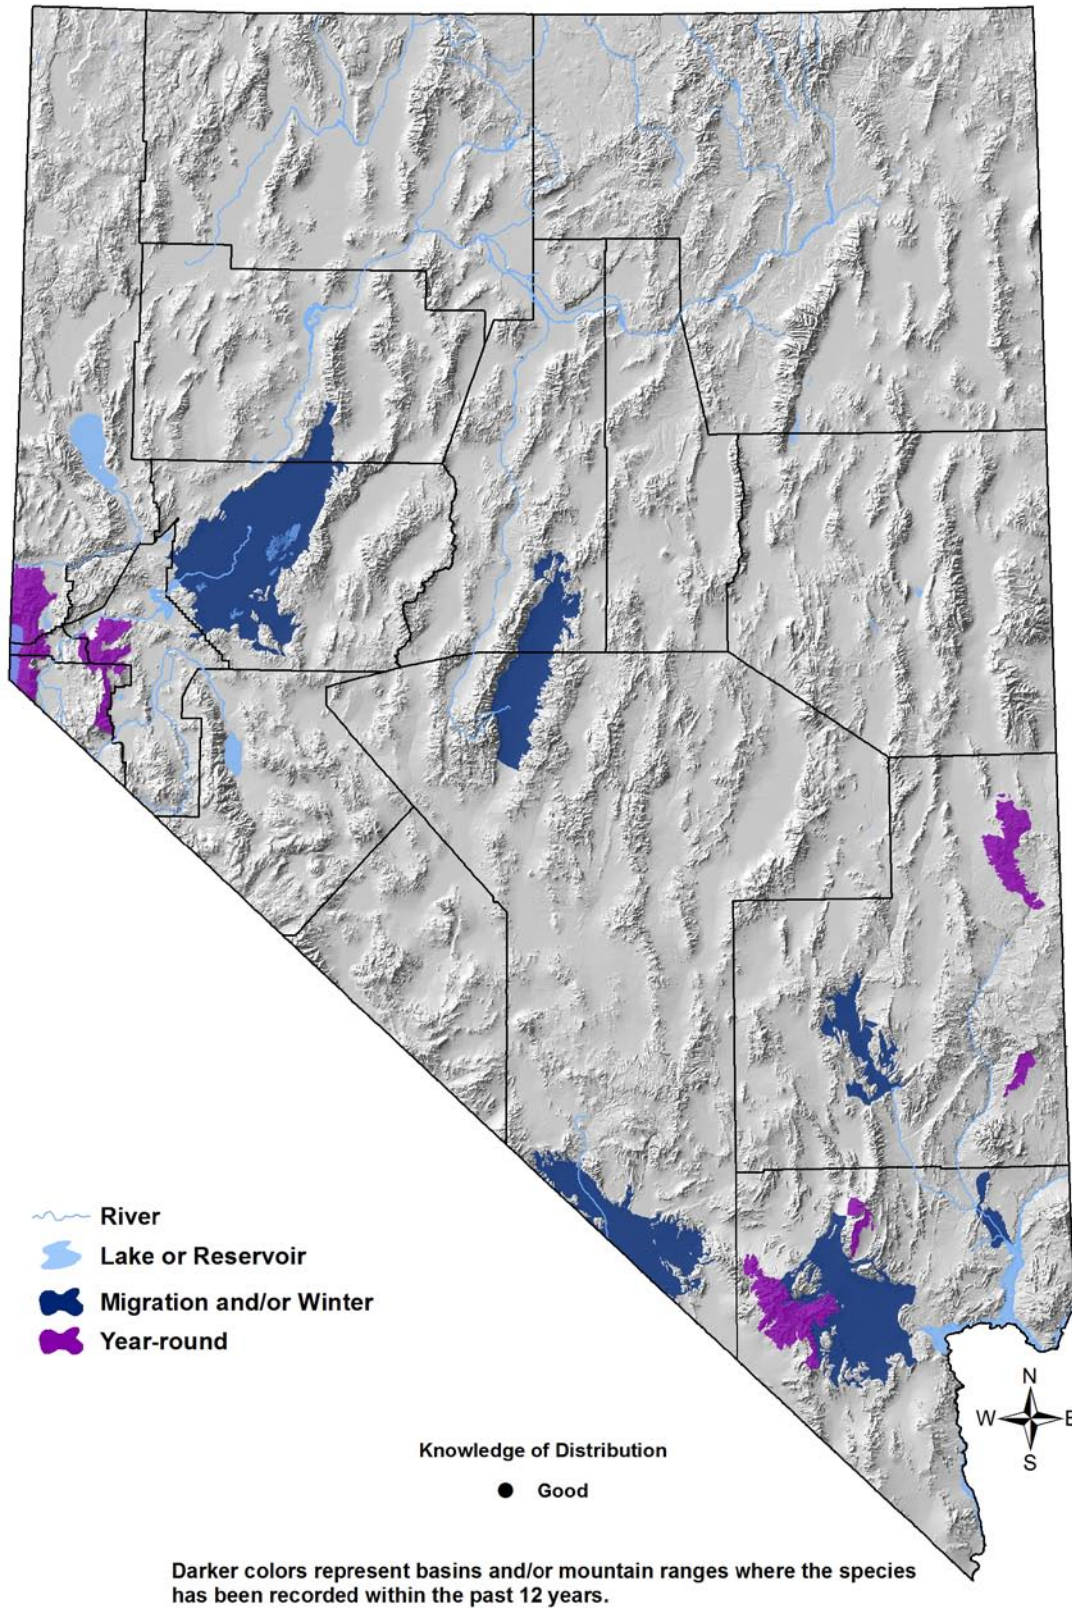 River
Lake or Reservoir
Migration and/or Winter
Year-round
N
W E
S
Knowledge of Distribution
Good
Darker colors represent basins and/or mountain ranges where the species
has been recorded within the past 12 years.